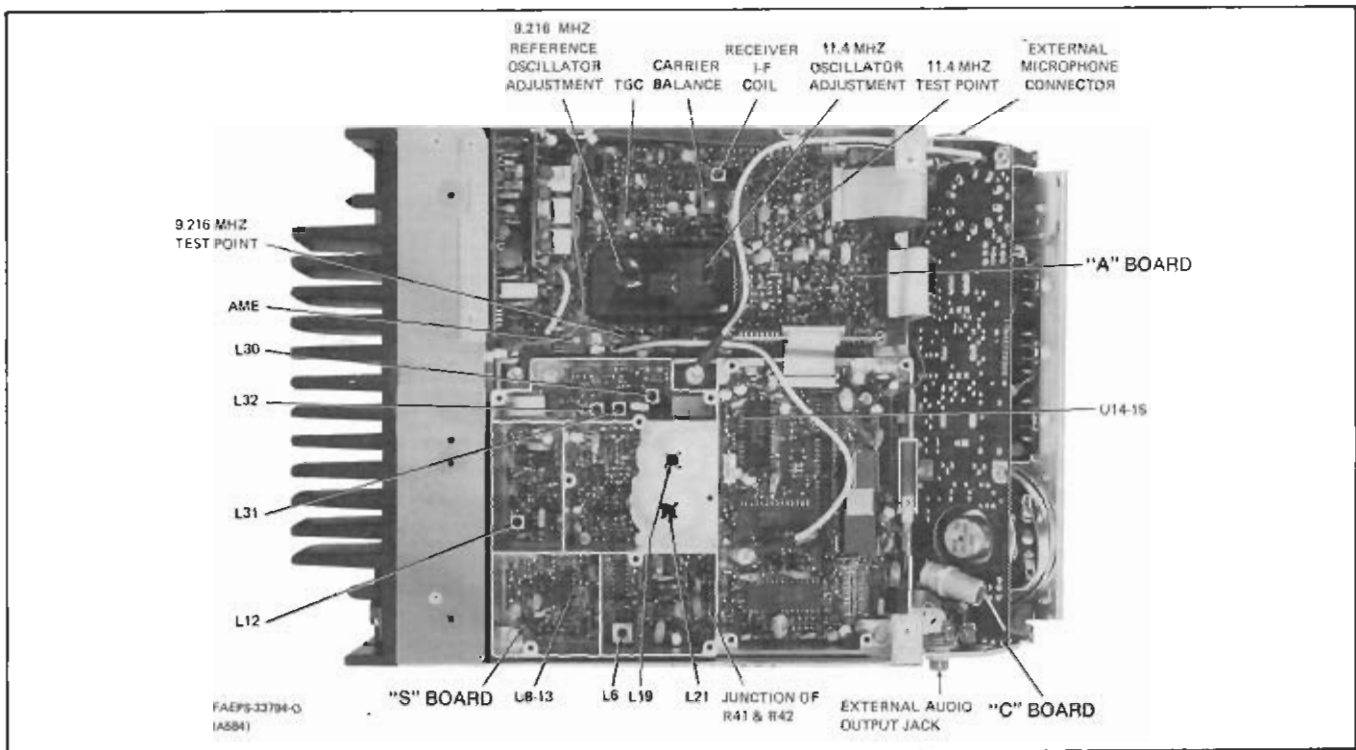 9.216 MHZ
REFERENCE
OSCILLATOR
ADJUSTMENT
TGC
CARRIER
BALANCE
RECEIVER
I-F
COIL
11.4 MHZ
OSCILLATOR
ADJUSTMENT
11.4 MHZ
TEST POINT
EXTERNAL
MICROPHONE
CONNECTOR
9.216 MHZ
TEST POINT
"A" BOARD
AME
L30
L32
U14-15
L31
L12
"S" BOARD
U8-13
L6
L19
L21
JUNCTION OF
R41 & R42
EXTERNAL AUDIO
OUTPUT JACK
"C" BOARD
FAEPS-33794-O
(A584)